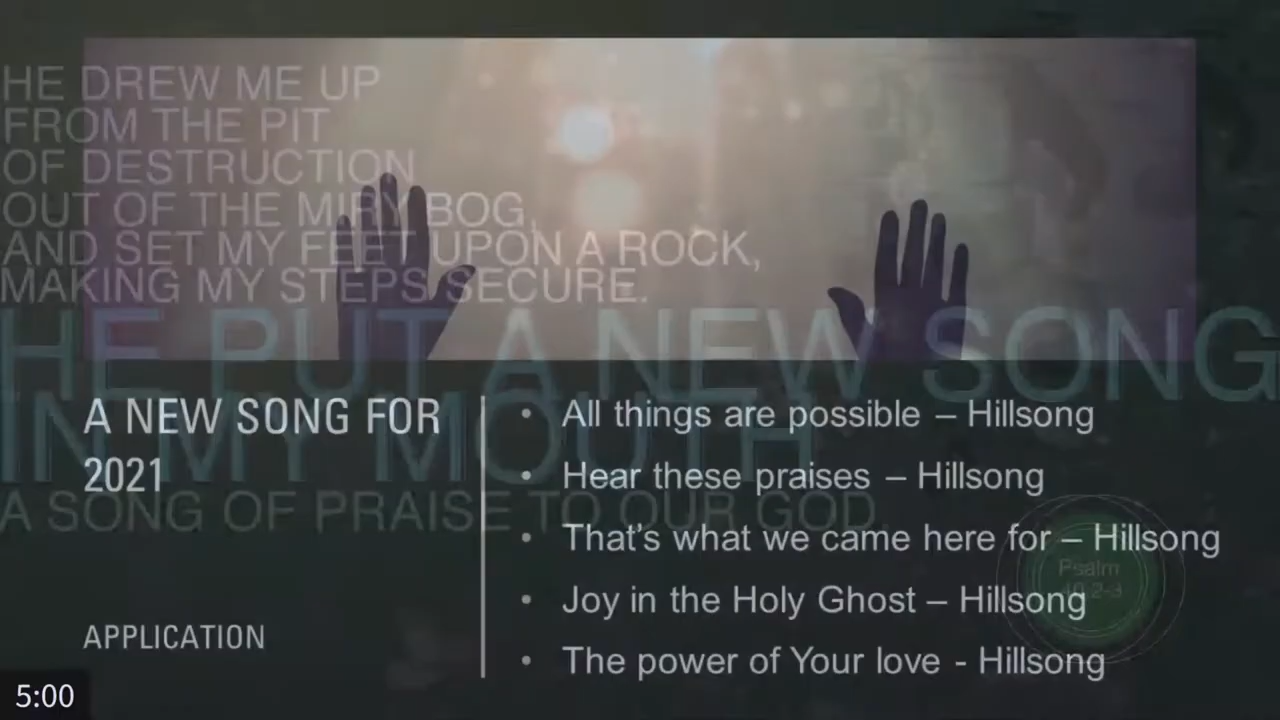 HE DREW ME UP
FROM THE PIT
OF DESTRUCTION
OUT OF THE MIRY BOG,
AND SET MY FEET UPON A ROCK,
MAKING MY STEPS SECURE.
HE PUT A NEW SONG
IN MY MOUTH
A SONG OF PRAISE TO OUR GOD.
Psalm
40:2-3
A NEW SONG FOR
2021
APPLICATION
• All things are possible – Hillsong
• Hear these praises – Hillsong
• That's what we came here for – Hillsong
• Joy in the Holy Ghost – Hillsong
• The power of Your love - Hillsong
5:00